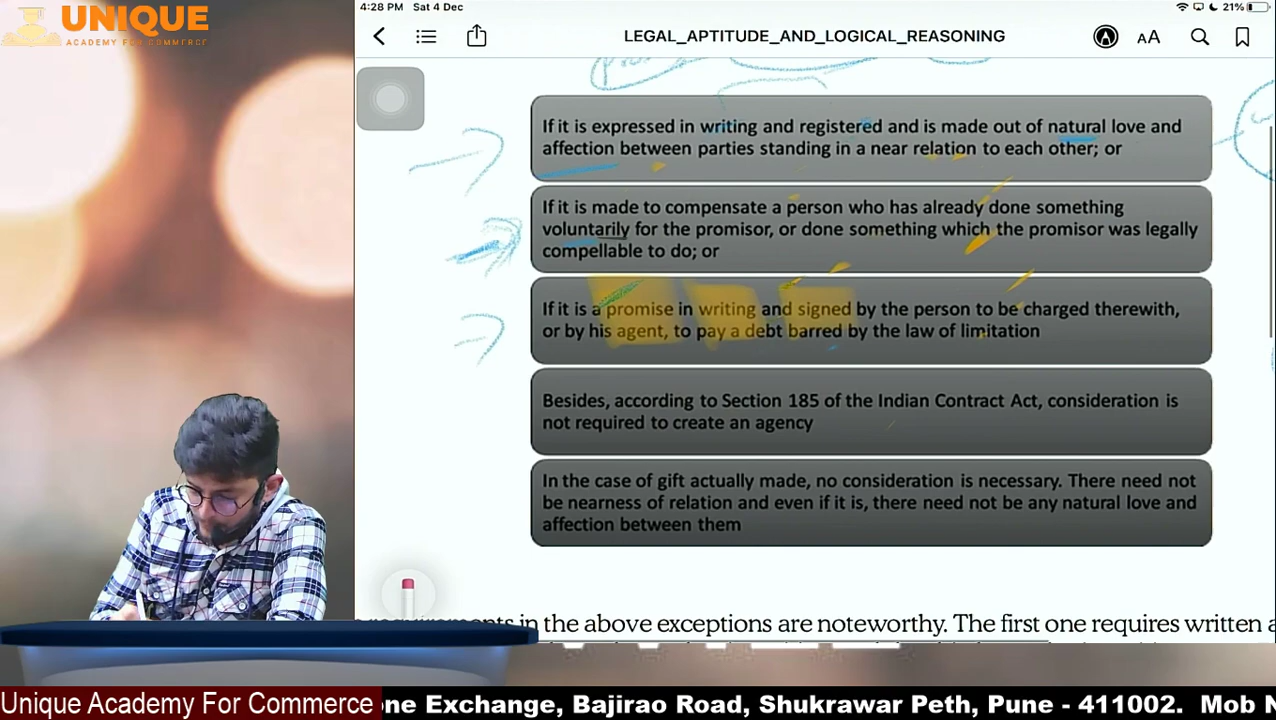 UNIQUE
ACADEMY FOR COMMERCE
4:28 PM Sat 4 Dec
21%
LEGAL_APTITUDE_AND_LOGICAL_REASONING
AA
If it is expressed in writing and registered and is made out of natural love and
affection between parties standing in a near relation to each other; or
If it is made to compensate a person who has already done something
voluntarily for the promisor, or done something which the promisor was legally
compellable to do; or
If it is a promise in writing and signed by the person to be charged therewith,
or by his agent, to pay a debt barred by the law of limitation
Besides, according to Section 185 of the Indian Contract Act, consideration is
not required to create an agency
In the case of gift actually made, no consideration is necessary. There need not
be nearness of relation and even if it is, there need not be any natural love and
affection between them
in the above exceptions are noteworthy. The first one requires written
Unique Academy For Commerce
one Exchange, Bajirao Road, Shukrawar Peth, Pune - 411002. Mob N